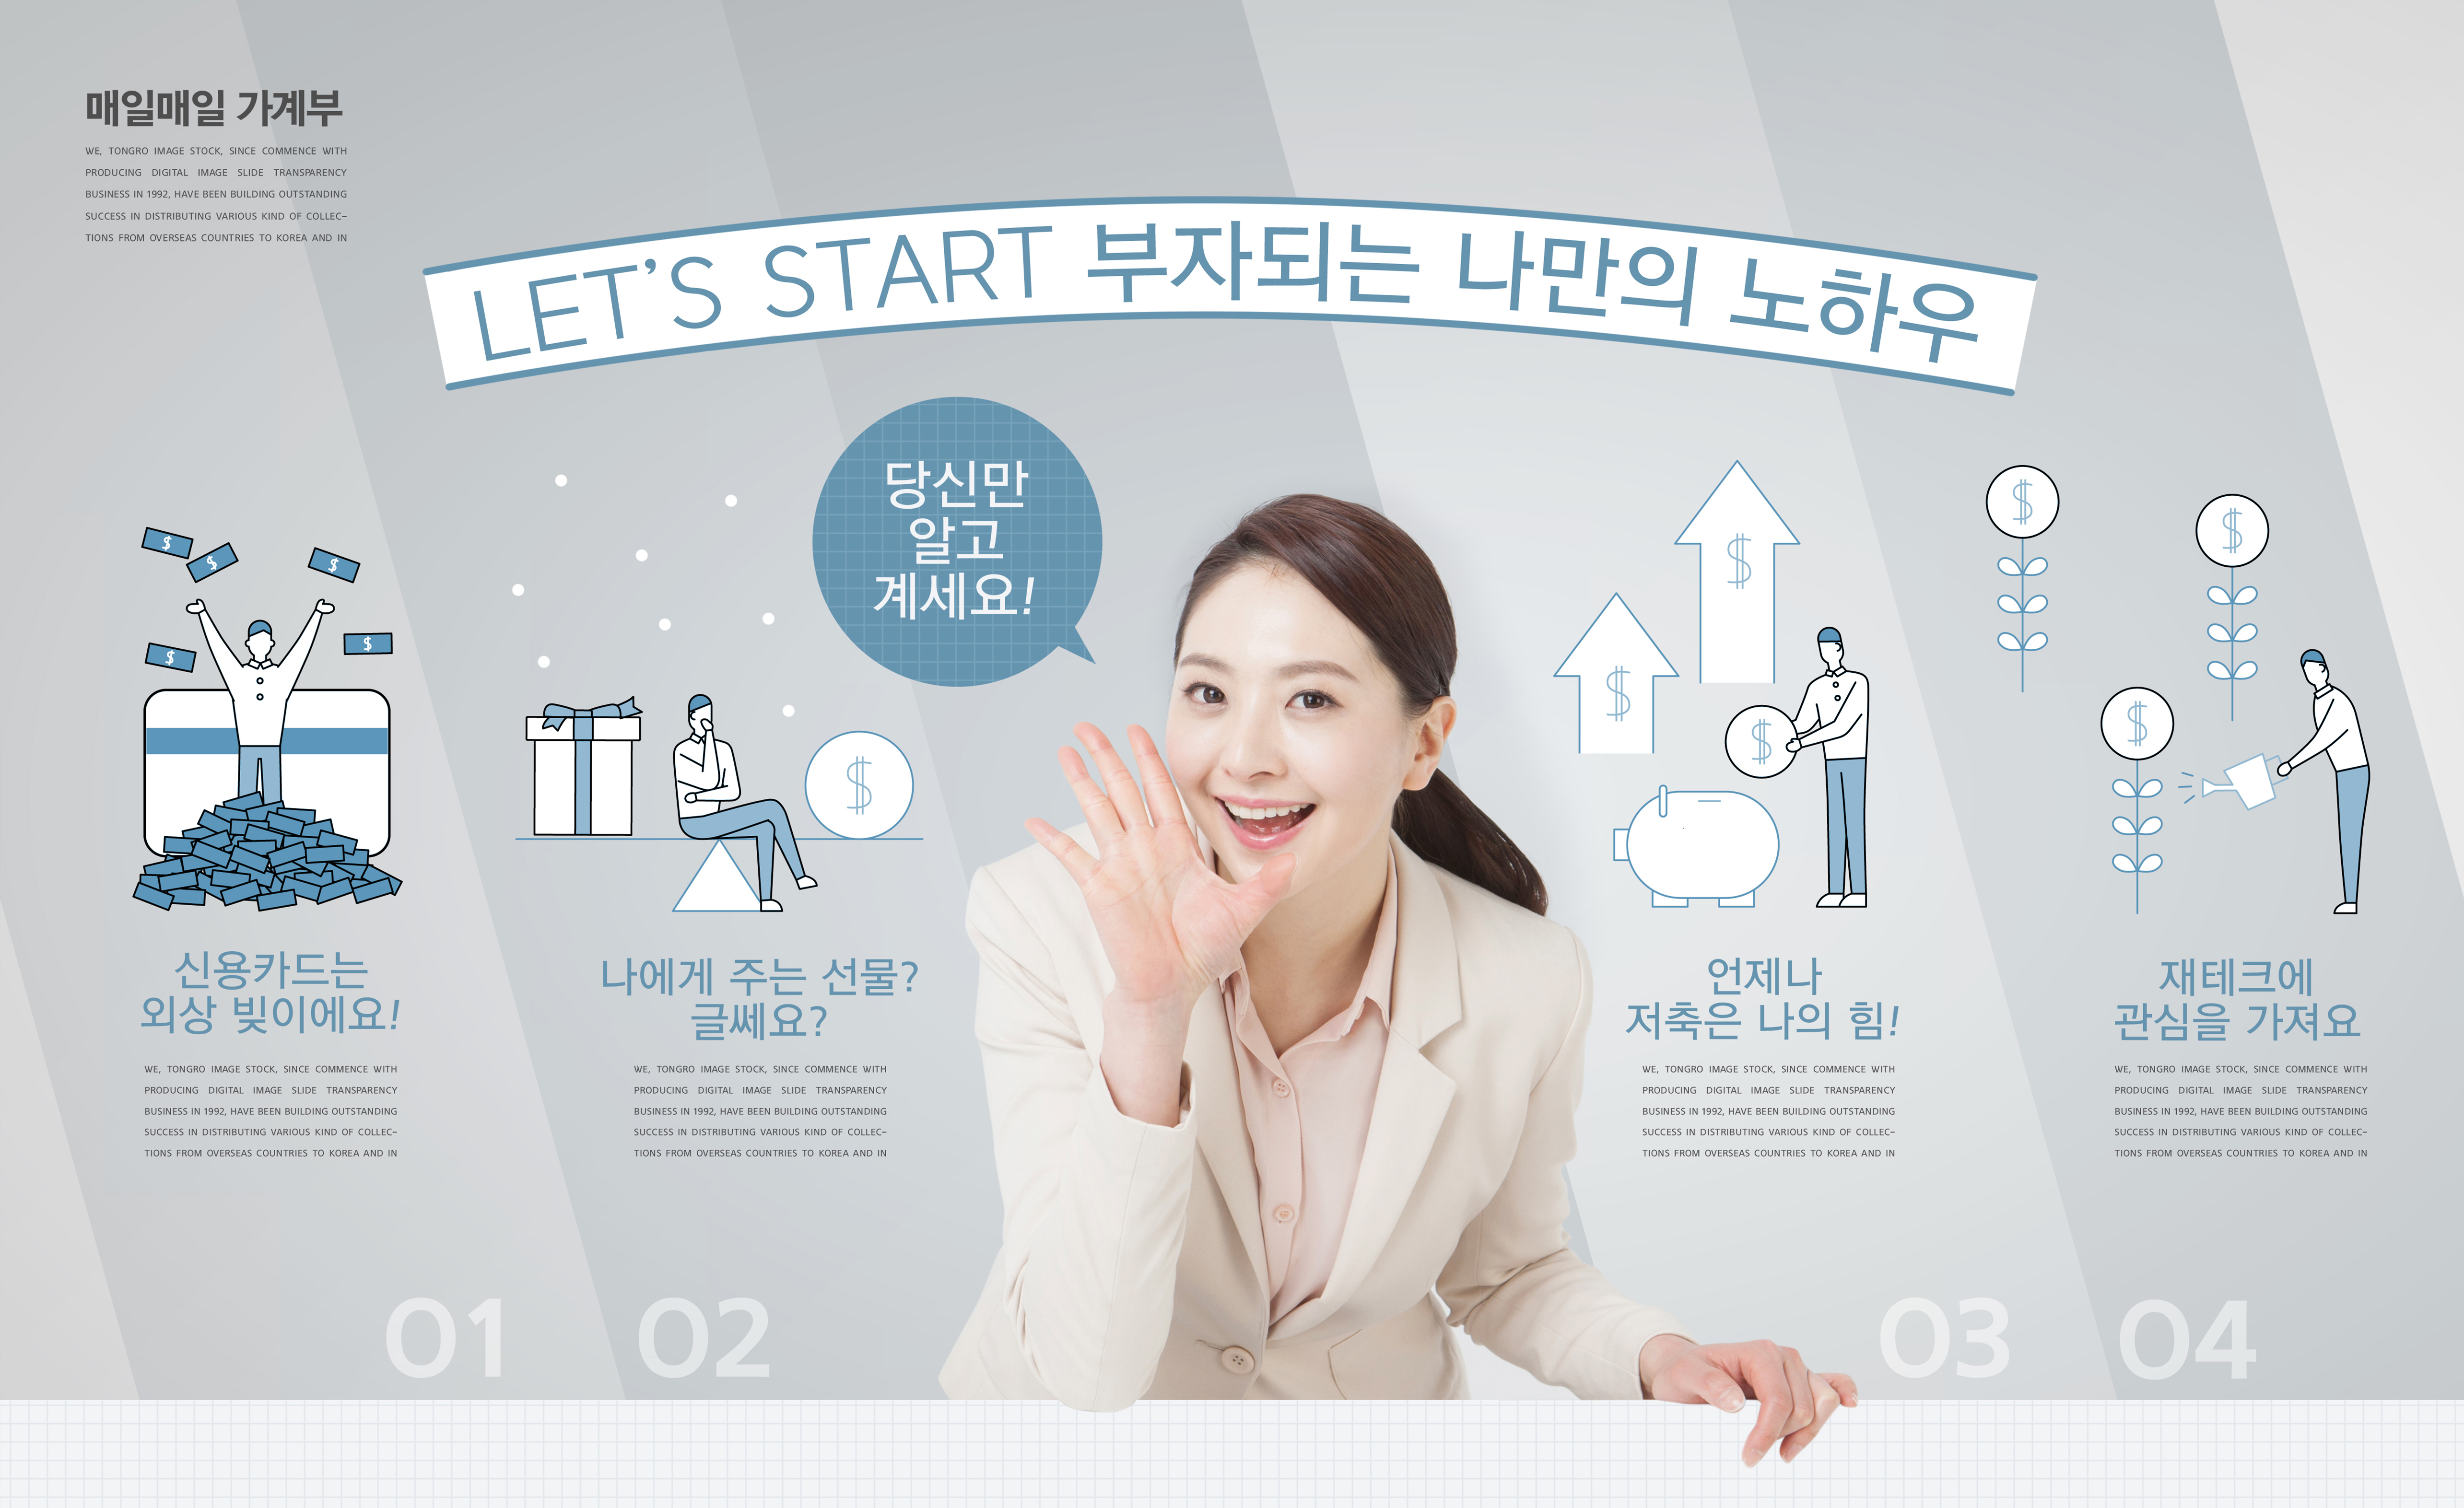 매일매일 가계부
WE, TONGRO IMAGE STOCK, SINCE COMMENCE WITH
PRODUCING DIGITAL IMAGE SLIDE TRANSPARENCY
BUSINESS IN 1992, HAVE BEEN BUILDING OUTSTANDING
SUCCESS IN DISTRIBUTING VARIOUS KIND OF COLLEC-
TIONS FROM OVERSEAS COUNTRIES TO KOREA AND IN
LET'S START 부자되는 나만의 노하우
당신만
알고
계세요!
신용카드는
외상 빚이에요!
WE, TONGRO IMAGE STOCK, SINCE COMMENCE WITH
PRODUCING DIGITAL IMAGE SLIDE TRANSPARENCY
BUSINESS IN 1992, HAVE BEEN BUILDING OUTSTANDING
SUCCESS IN DISTRIBUTING VARIOUS KIND OF COLLEC-
TIONS FROM OVERSEAS COUNTRIES TO KOREA AND IN
01
나에게 주는 선물?
글쎄요?
WE, TONGRO IMAGE STOCK, SINCE COMMENCE WITH
PRODUCING DIGITAL IMAGE SLIDE TRANSPARENCY
BUSINESS IN 1992, HAVE BEEN BUILDING OUTSTANDING
SUCCESS IN DISTRIBUTING VARIOUS KIND OF COLLEC-
TIONS FROM OVERSEAS COUNTRIES TO KOREA AND IN
02
언제나
저축은 나의 힘!
WE, TONGRO IMAGE STOCK, SINCE COMMENCE WITH
PRODUCING DIGITAL IMAGE SLIDE TRANSPARENCY
BUSINESS IN 1992, HAVE BEEN BUILDING OUTSTANDING
SUCCESS IN DISTRIBUTING VARIOUS KIND OF COLLEC-
TIONS FROM OVERSEAS COUNTRIES TO KOREA AND IN
03
재테크에
관심을 가져요
WE, TONGRO IMAGE STOCK, SINCE COMMENCE WITH
PRODUCING DIGITAL IMAGE SLIDE TRANSPARENCY
BUSINESS IN 1992, HAVE BEEN BUILDING OUTSTANDING
SUCCESS IN DISTRIBUTING VARIOUS KIND OF COLLEC-
TIONS FROM OVERSEAS COUNTRIES TO KOREA AND IN
04